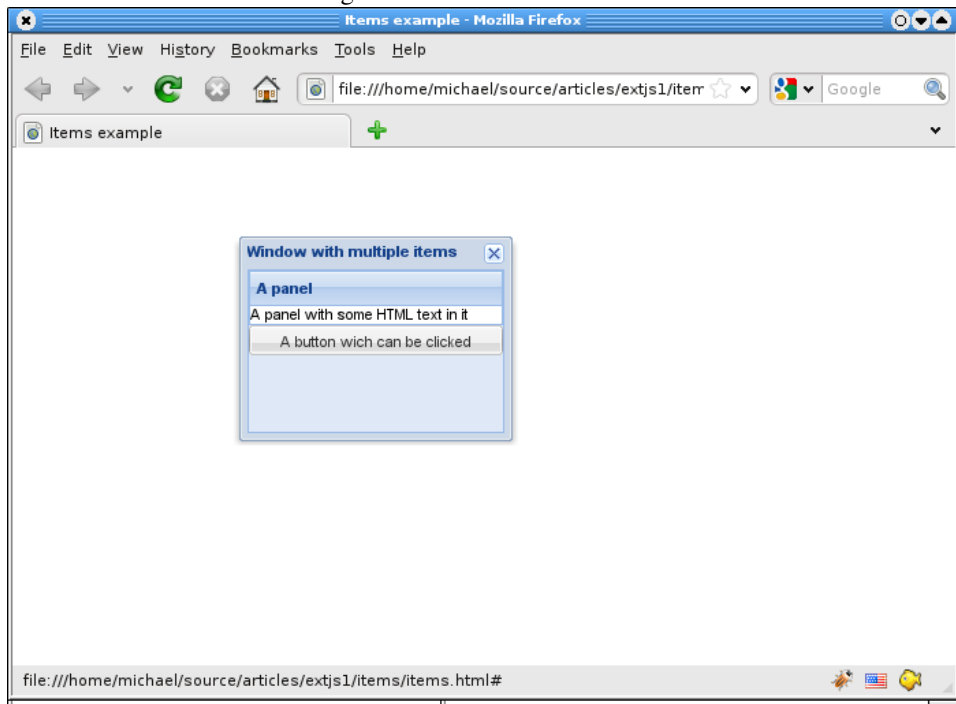 Items example - Mozilla Firefox
File Edit View History Bookmarks Tools Help
file:///home/michael/source/articles/extjs1/item
Google
Items example
Window with multiple items
A panel
A panel with some HTML text in it
A button wich can be clicked
file:///home/michael/source/articles/extjs1/items/items.html#